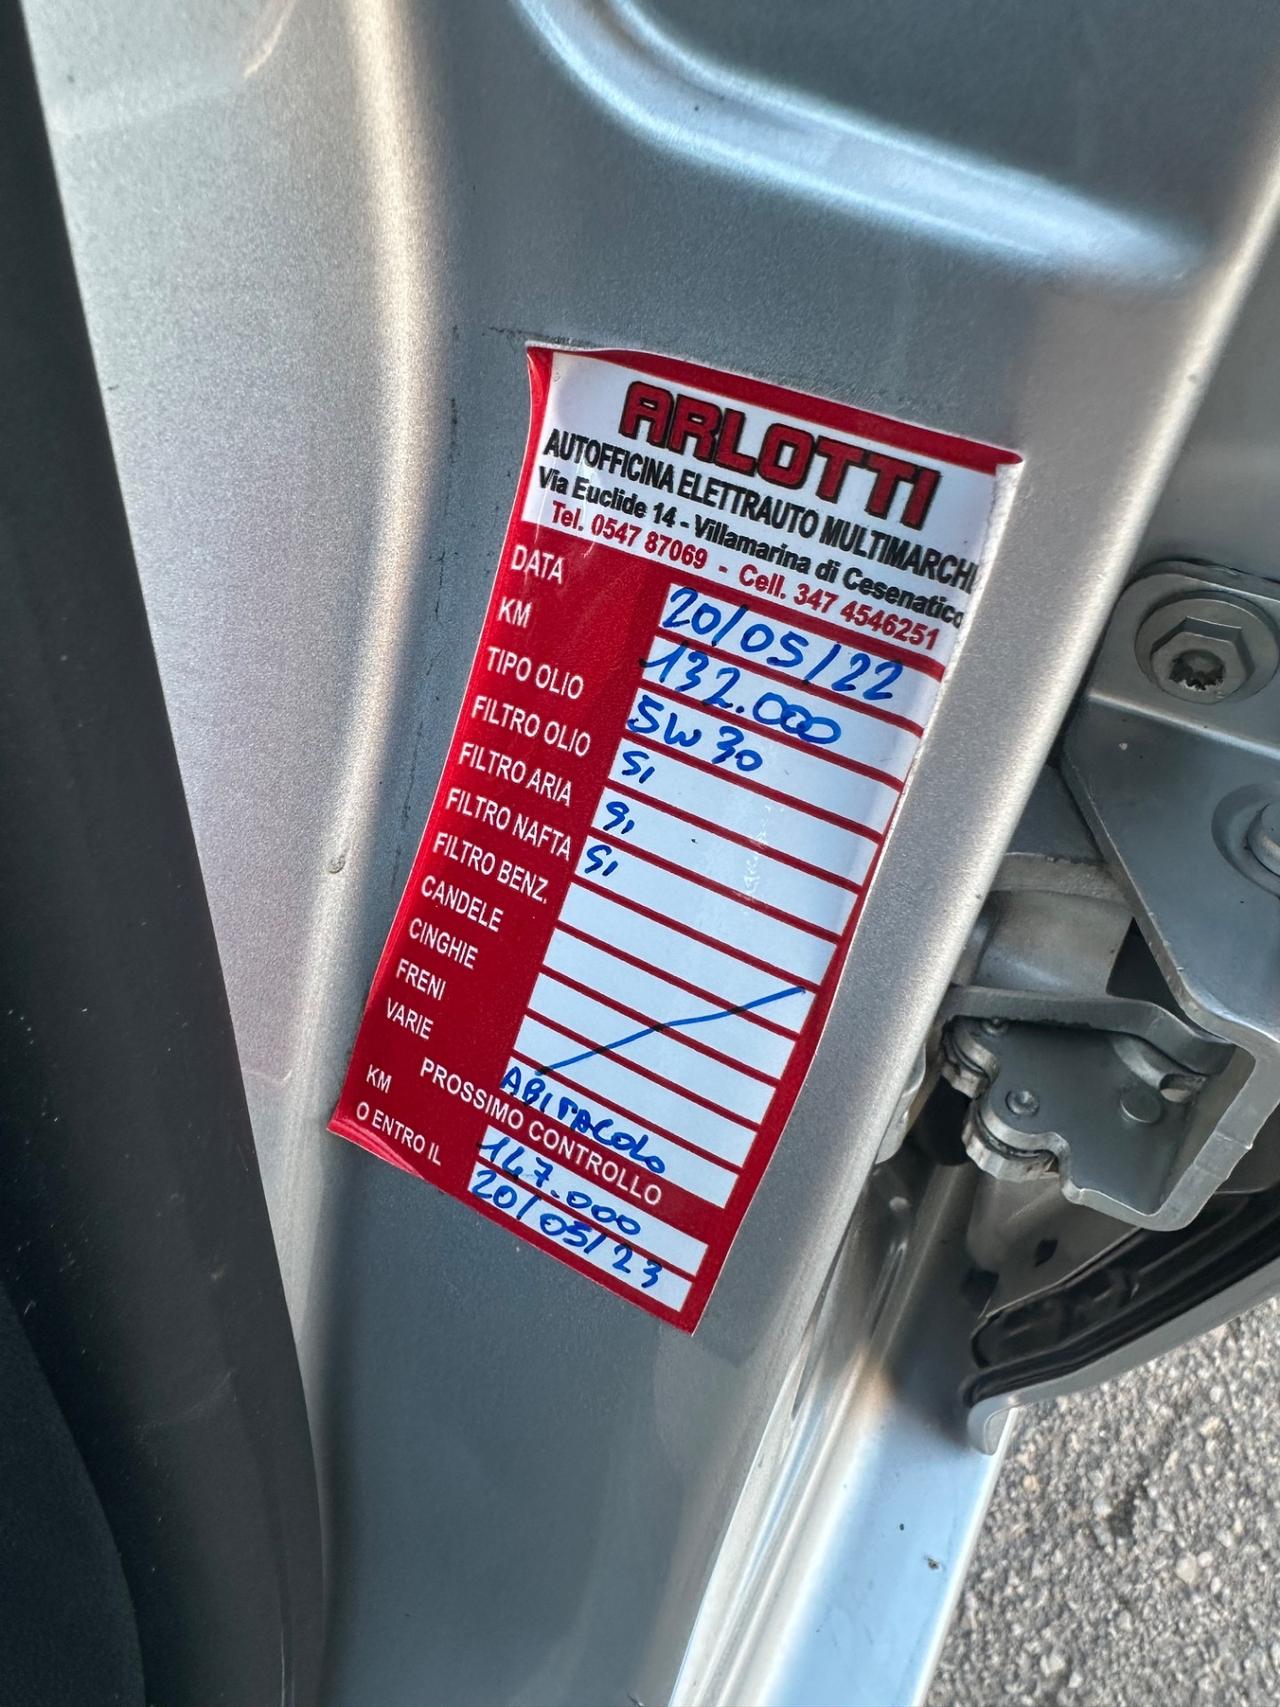 ARLOTTI
AUTOFFICINA ELETTRAUTO MULTIMARCHE
Via Euclide 14 - Villamarina di Cesenatico
Tel. 0547 87069 - Cell. 347 4546251
DATA 20/05/22
KM 132.000
TIPO OLIO 5W30
FILTRO OLIO SI
FILTRO ARIA SI
FILTRO NAFTA SI
FILTRO BENZ.
CANDELE
CINGHIE
FRENI
VARIE ABITACOLO
PROSSIMO CONTROLLO
KM 147.000
O ENTRO IL 20/05/23